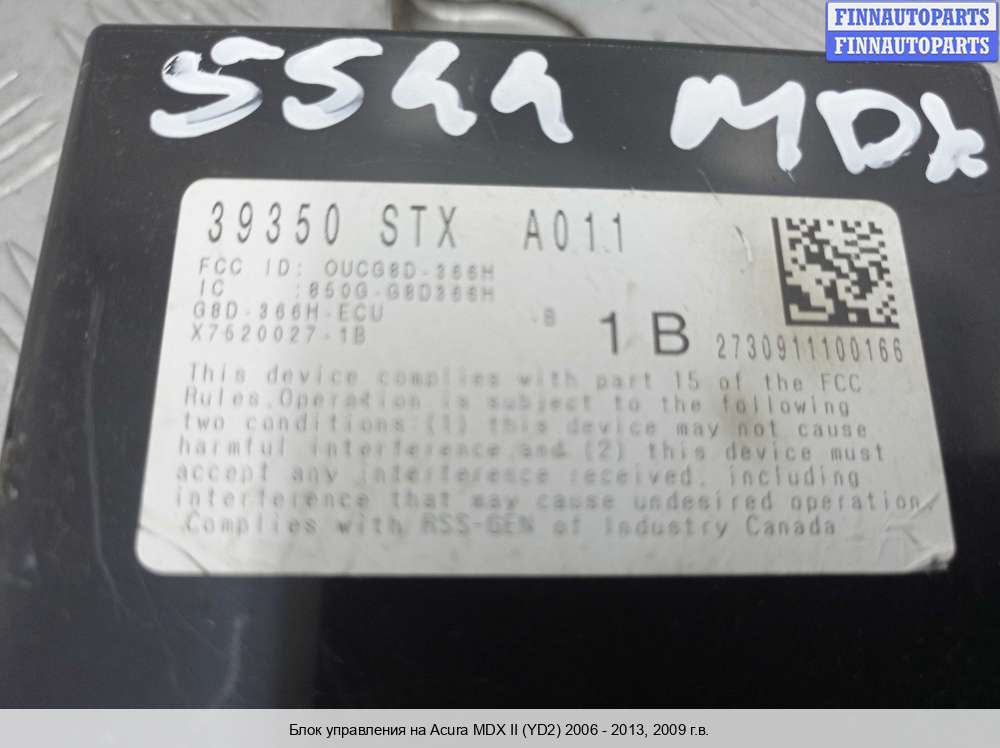 FINNAUTOPARTS
FINNAUTOPARTS
5544 MDX
39350 STX A011
FCC ID: OUCG8D-366H
IC :850G-G8D366H
G8D-366H-ECU -B
X7620027-1B
1B 2730911100166
This device complies with part 15 of the FCC
Rules.Operation is subject to the following
two conditions:(1) this device may not cause
harmful interference,and (2) this device must
accept any interference received, including
interference that may cause undesired operation.
Complies with RSS-GEN of Industry Canada
Блок управления на Acura MDX II (YD2) 2006 - 2013, 2009 г.в.